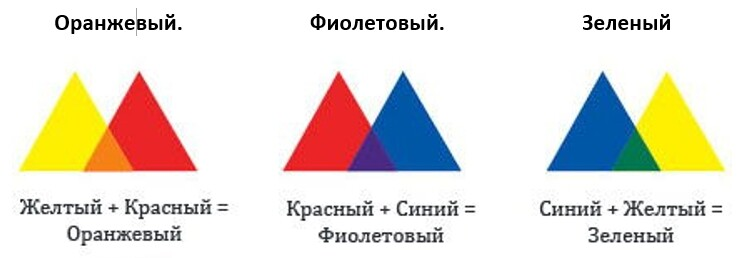 Оранжевый.
Фиолетовый.
Зеленый
Желтый + Красный =
Оранжевый
Красный + Синий =
Фиолетовый
Синий + Желтый =
Зеленый